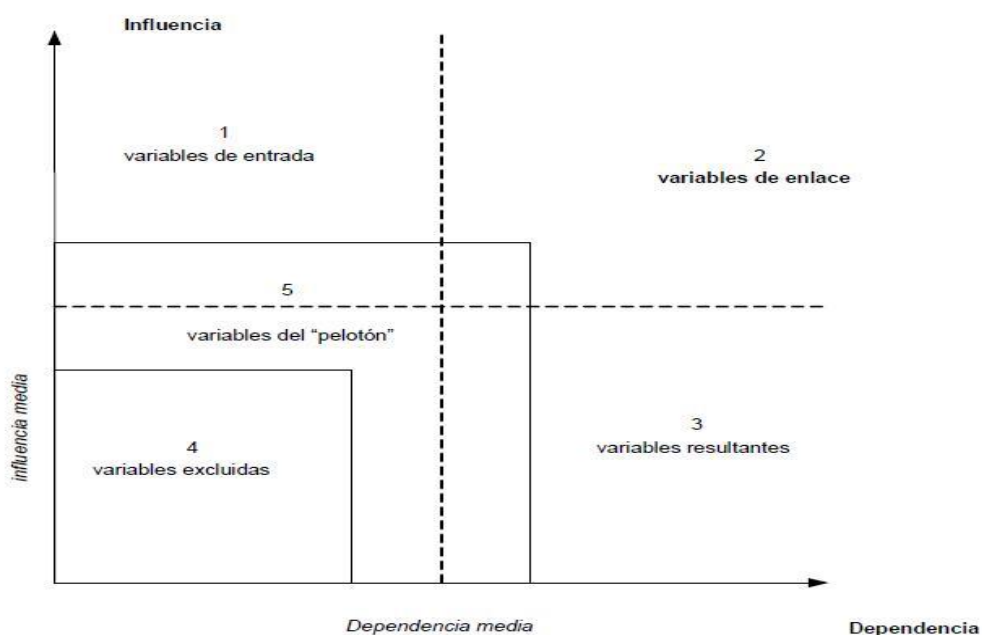 Influencia
1
variables de entrada
2
variables de enlace
5
variables del “pelotón”
influencia media
3
variables resultantes
4
variables excluidas
Dependencia media
Dependencia